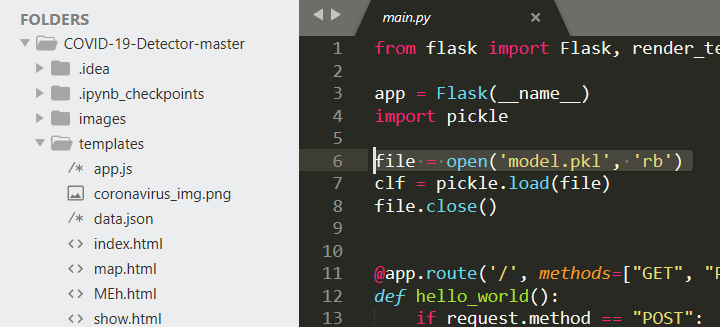 FOLDERS
COVID-19-Detector-master
.idea
.ipynb_checkpoints
images
templates
/* app.js
coronavirus_img.png
/* data.json
<> index.html
<> map.html
<> MEh.html
<> show.html
main.py ×
1 from flask import Flask,
2
3 app = Flask(__name__)
4 import pickle
5
6 file = open('model.pkl', 'rb')
7 clf = pickle.load(file)
8 file.close()
9
10
11 @app.route('/', methods=["GET", "P
12 def hello_world():
13 if request.method == "POST":